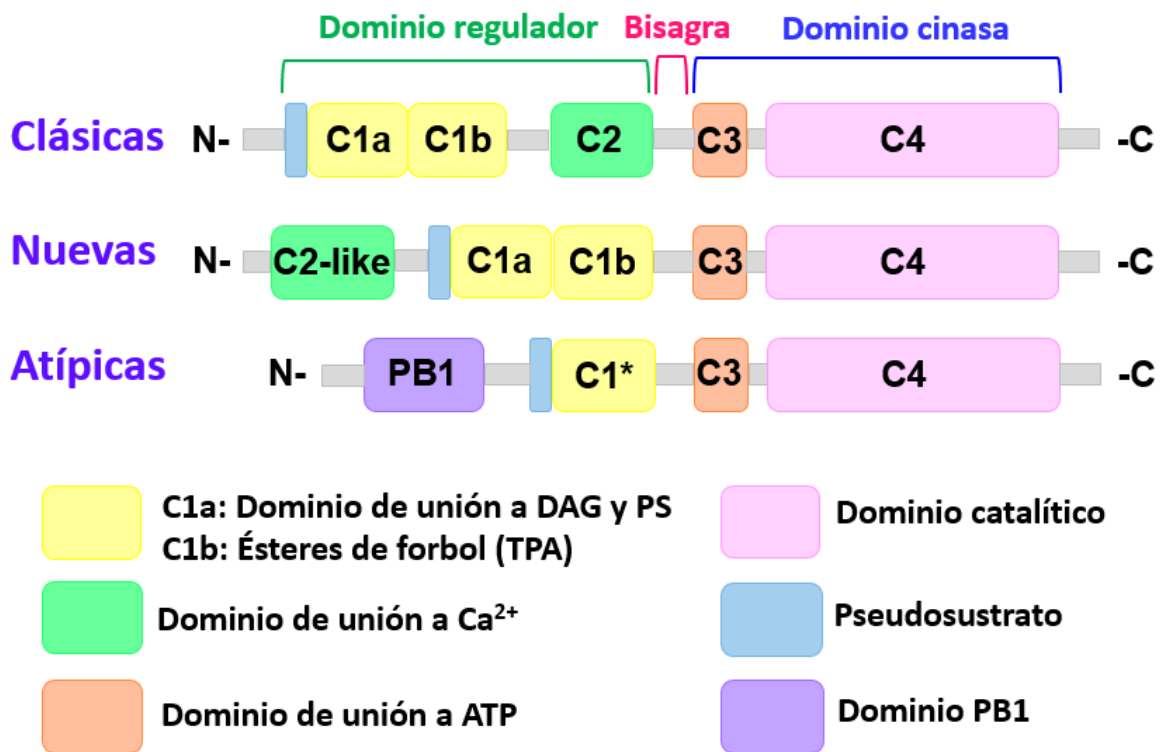 Dominio regulador Bisagra Dominio cinasa
Clásicas N- C1a C1b C2 C3 C4 -C
Nuevas N- C2-like C1a C1b C3 C4 -C
Atípicas N- PB1 C1* C3 C4 -C
C1a: Dominio de unión a DAG y PS
C1b: Ésteres de forbol (TPA)
Dominio catalítico
Dominio de unión a Ca²⁺
Pseudosustrato
Dominio de unión a ATP
Dominio PB1